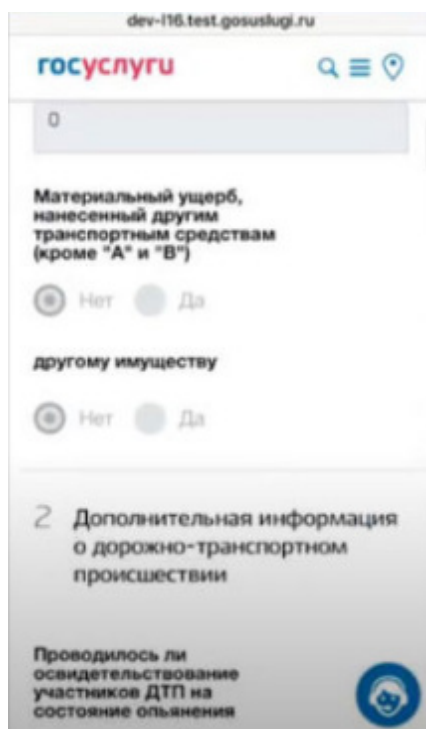 dev-l16.test.gosuslugi.ru
госуслуги
0
Материальный ущерб,
нанесенный другим
транспортным средствам
(кроме "А" и "В")
Нет Да
другому имуществу
Нет Да
2 Дополнительная информация
о дорожно-транспортном
происшествии
Проводилось ли
освидетельствование
участников ДТП на
состояние опьянения